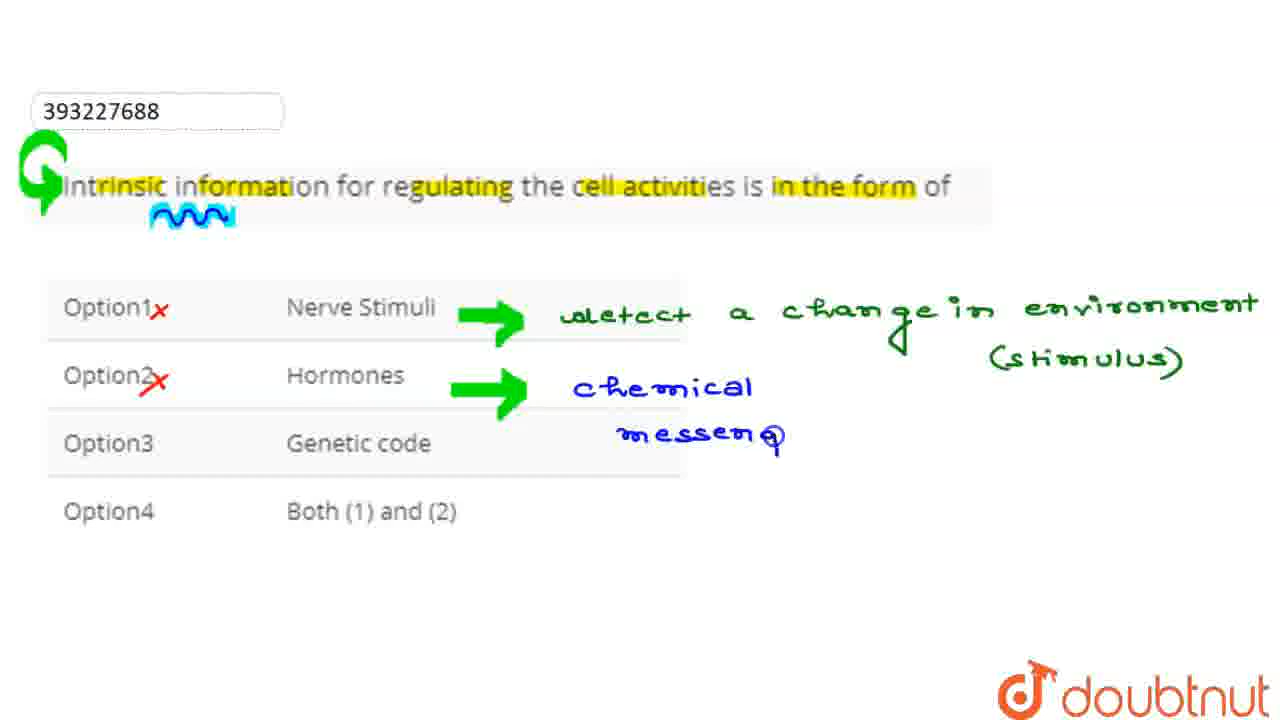 393227688
Intrinsic information for regulating the cell activities is in the form of
Option1 x Nerve Stimuli → detect a change in environment
(stimulus)
Option2 x Hormones → chemical
messeng
Option3 Genetic code
Option4 Both (1) and (2)
doubtnut